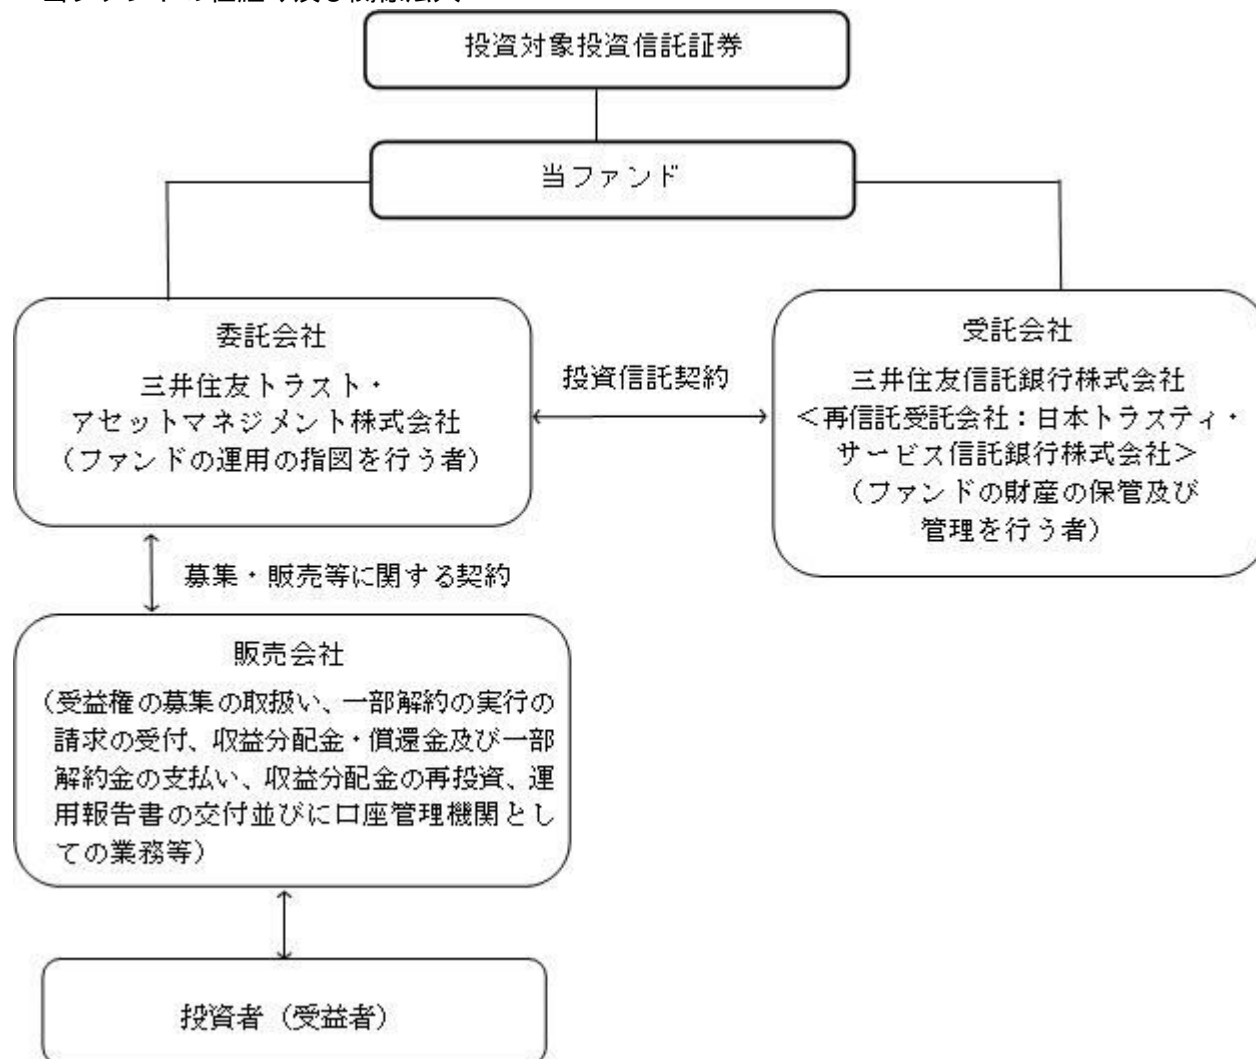 投資対象投資信託証券
当ファンド
委託会社
三井住友トラスト・
アセットマネジメント株式会社
（ファンドの運用の指図を行う者）
投資信託契約
受託会社
三井住友信託銀行株式会社
＜再信託受託会社：日本トラスティ・
サービス信託銀行株式会社＞
（ファンドの財産の保管及び
管理を行う者）
募集・販売等に関する契約
販売会社
（受益権の募集の取扱い、一部解約の実行の
請求の受付、収益分配金・償還金及び一部
解約金の支払い、収益分配金の再投資、運
用報告書の交付並びに口座管理機関とし
ての業務等）
投資者（受益者）